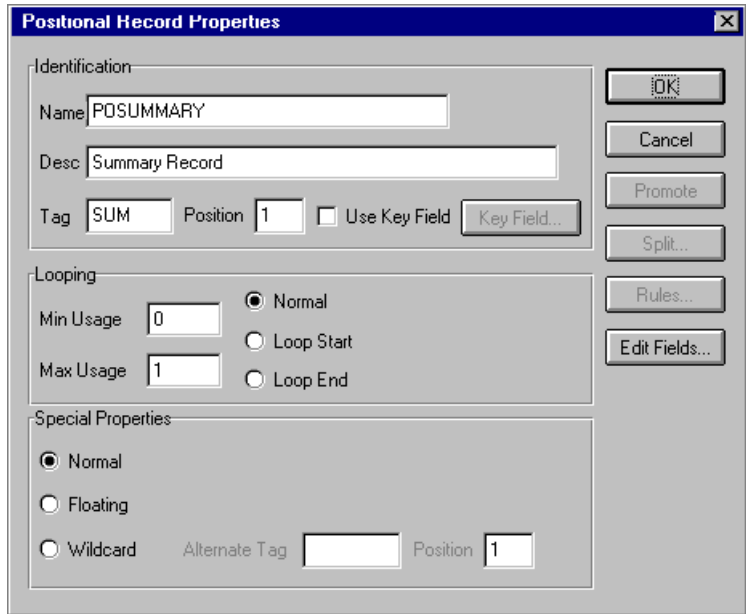 Positional Record Properties
Identification
Name POSUMMARY
Desc Summary Record
Tag SUM Position 1 Use Key Field Key Field...
Looping
Min Usage 0
Max Usage 1
Normal
Loop Start
Loop End
Special Properties
Normal
Floating
Wildcard Alternate Tag Position 1
OK
Cancel
Promote
Split...
Rules...
Edit Fields...